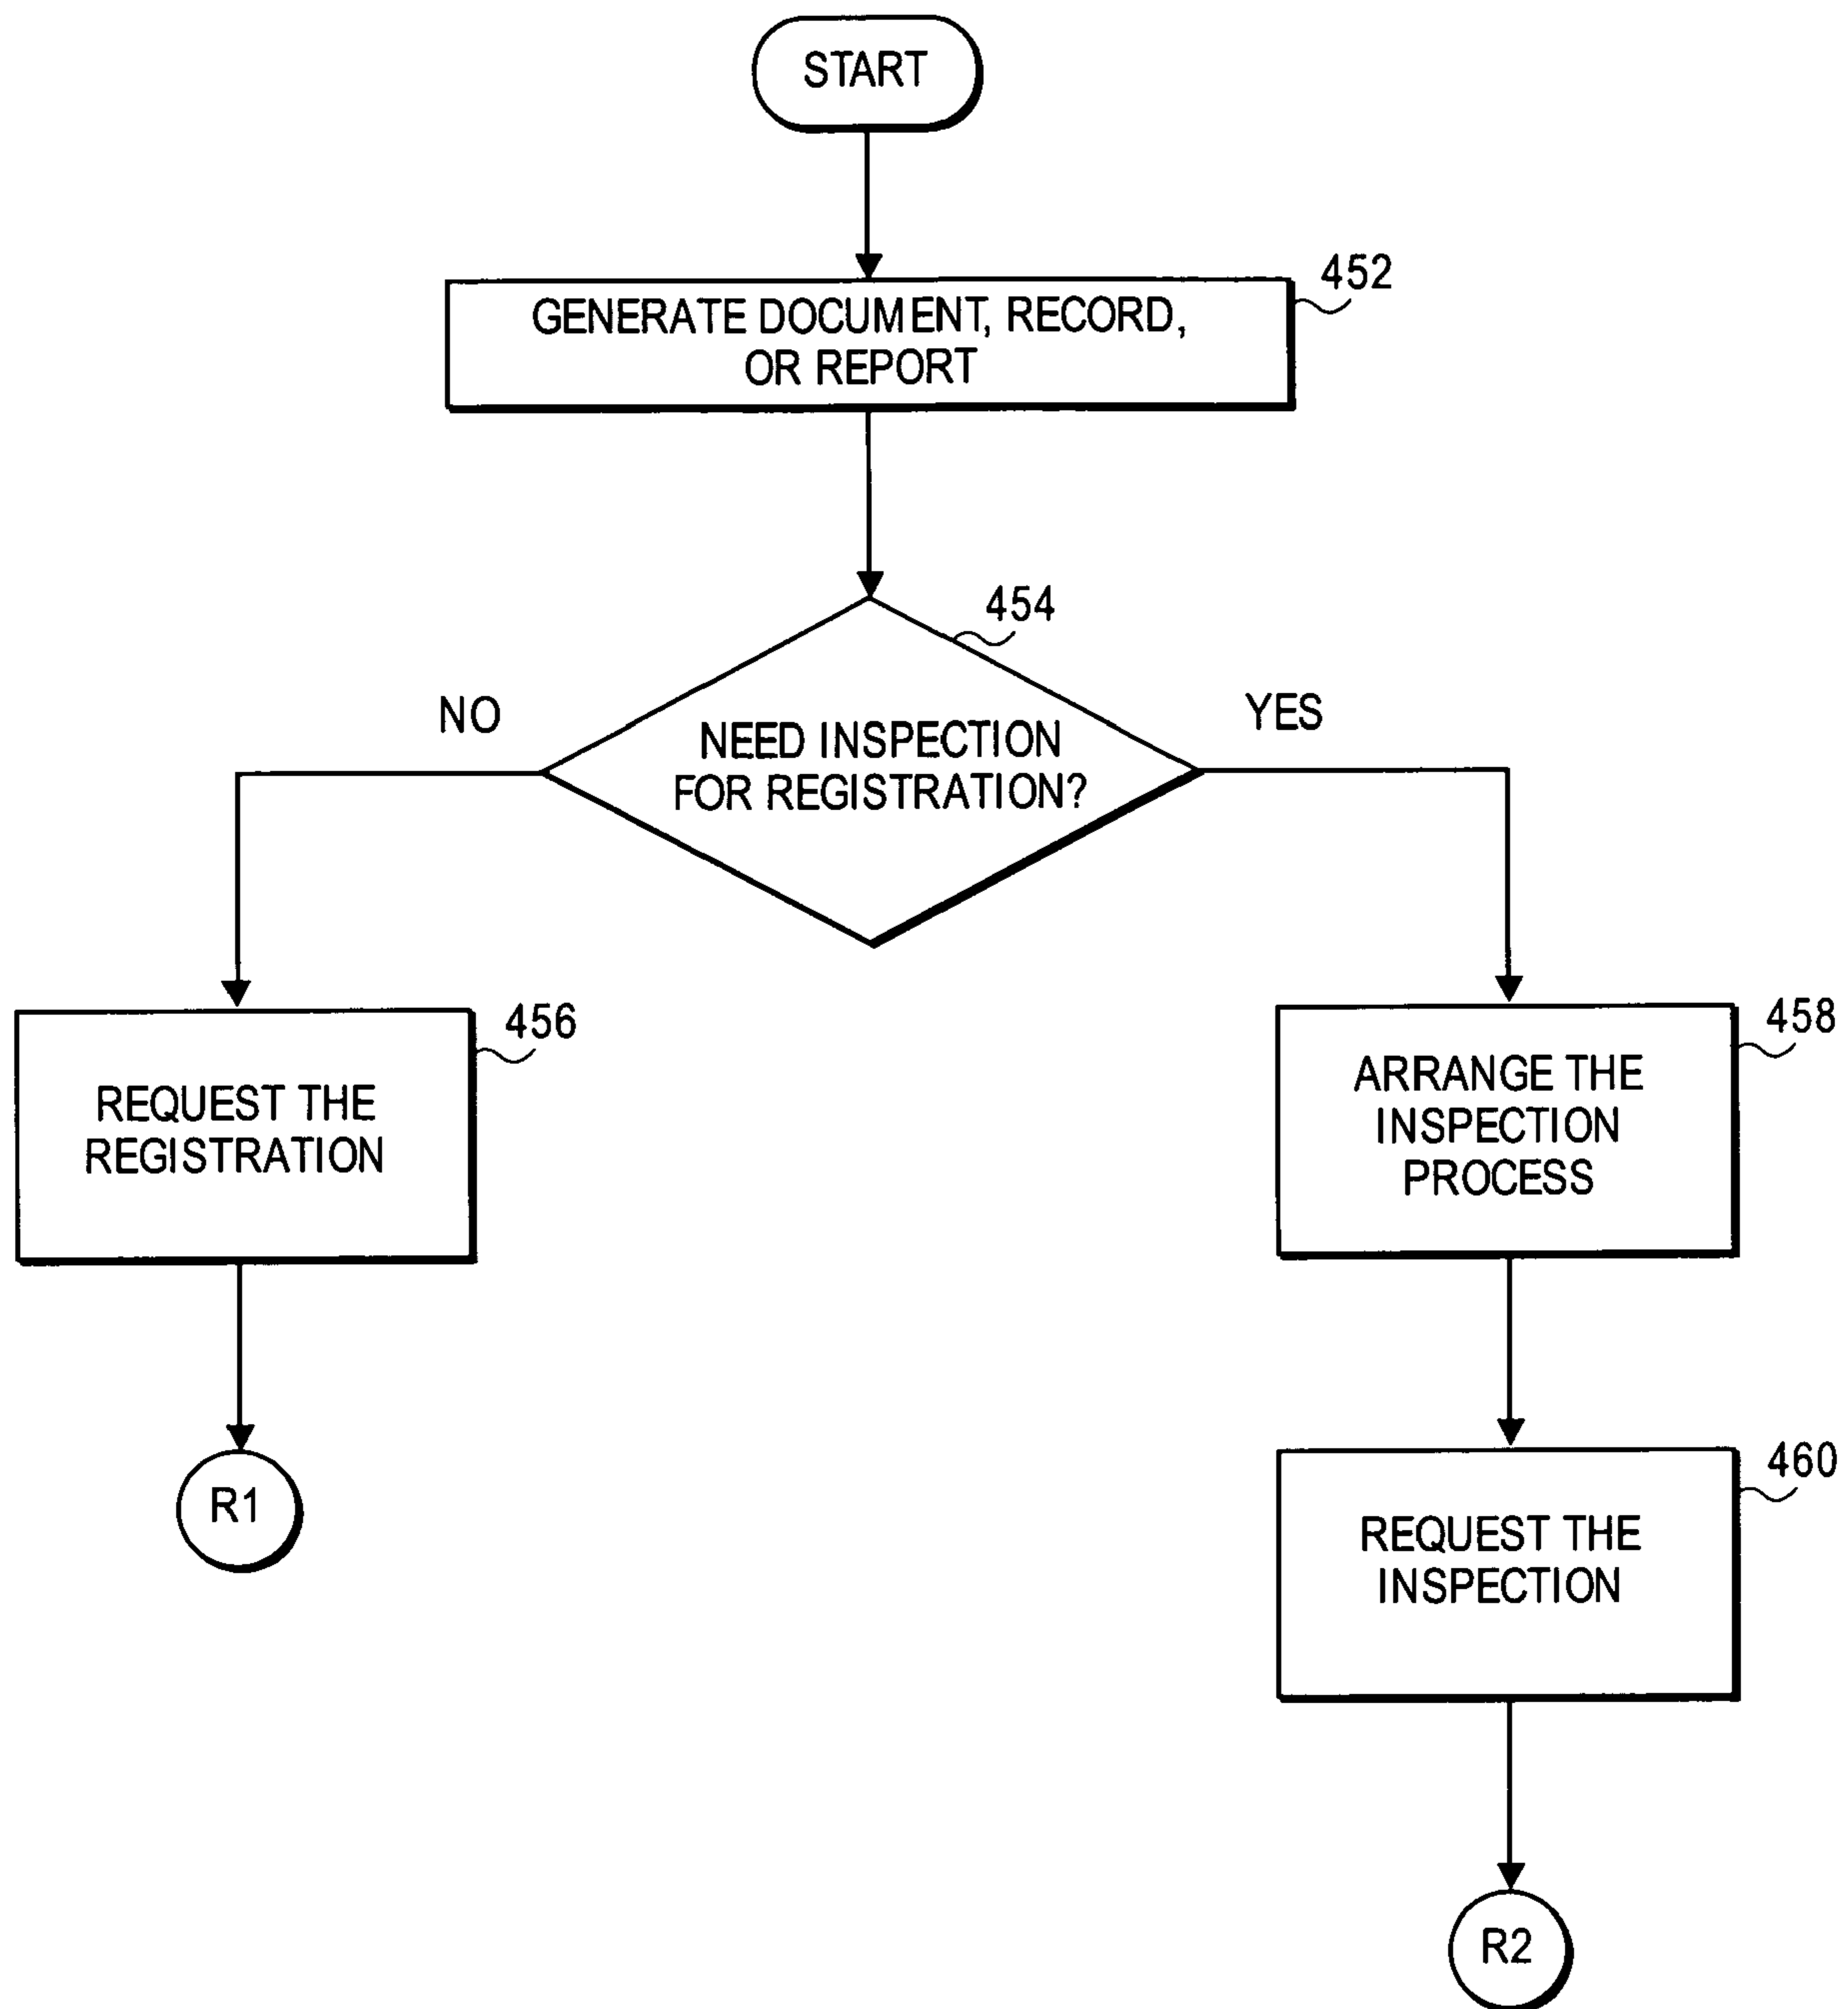 START
452
GENERATE DOCUMENT, RECORD,
OR REPORT
454
NO
YES
NEED INSPECTION
FOR REGISTRATION?
456
REQUEST THE
REGISTRATION
458
ARRANGE THE
INSPECTION
PROCESS
R1
460
REQUEST THE
INSPECTION
R2